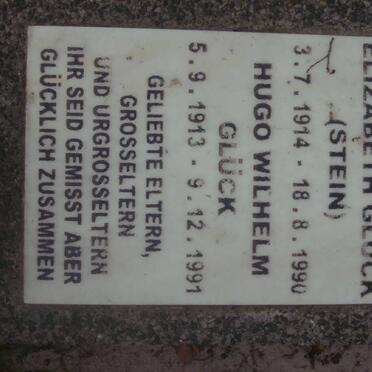 ELIZABETH GLÜCK
(STEIN)
3.7.1914 - 18.8.1990
HUGO WILHELM
GLÜCK
5.9.1913 - 9.12.1991
GELIEBTE ELTERN,
GROSSELTERN
UND URGROSSELTERN
IHR SEID GEMISST ABER
GLÜCKLICH ZUSAMMEN